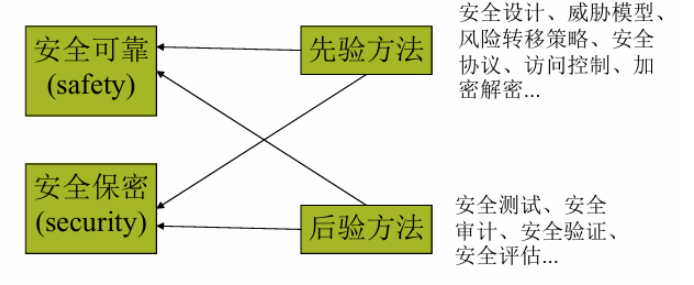 安全可靠
(safety)
先验方法
安全设计、威胁模型、
风险转移策略、安全
协议、访问控制、加
密解密...
安全保密
(security)
后验方法
安全测试、安全
审计、安全验证、
安全评估...